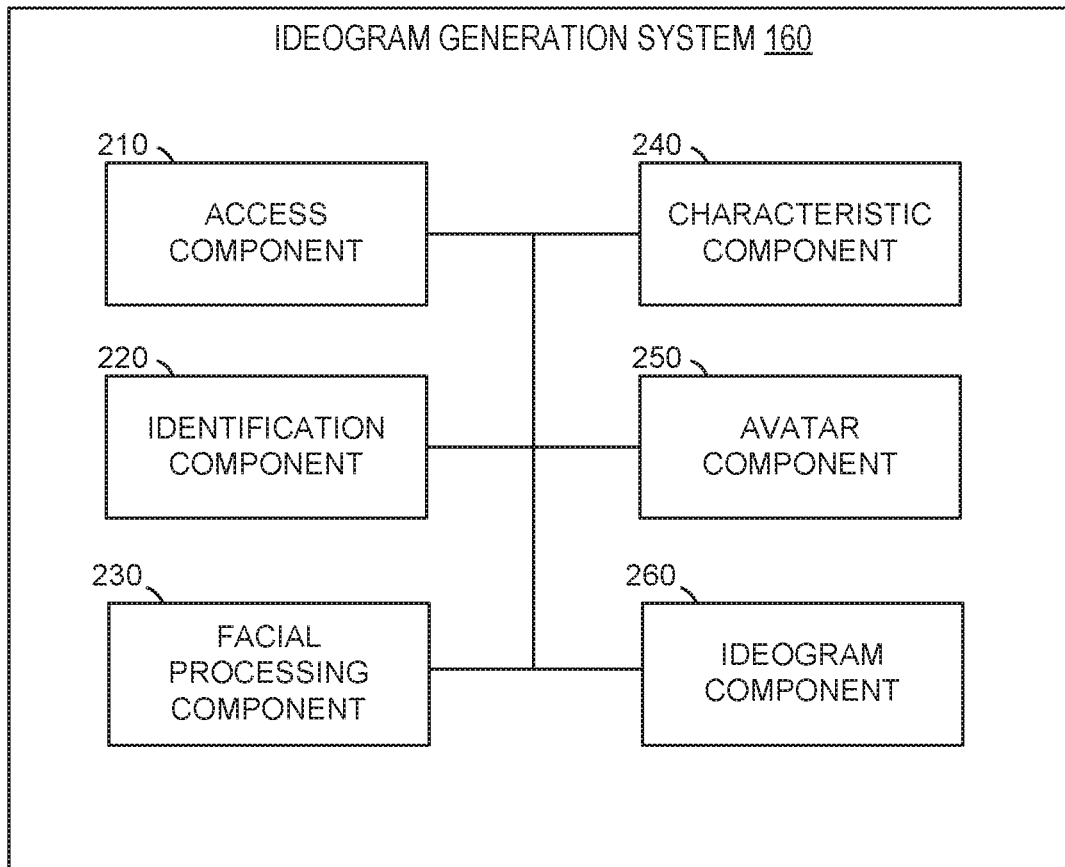 IDEOGRAM GENERATION SYSTEM 160
210
ACCESS
COMPONENT
240
CHARACTERISTIC
COMPONENT
220
IDENTIFICATION
COMPONENT
250
AVATAR
COMPONENT
230
FACIAL
PROCESSING
COMPONENT
260
IDEOGRAM
COMPONENT